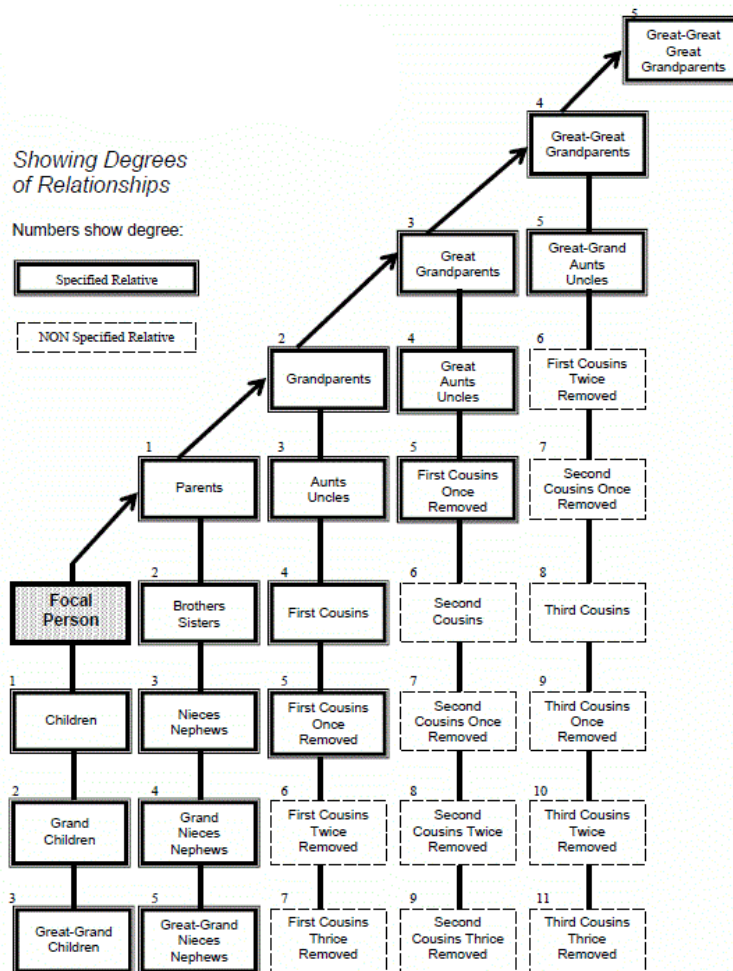 5
Great-Great
Great
Grandparents
4
Great-Great
Grandparents
Showing Degrees
of Relationships
Numbers show degree:
3
Great
Grandparents
5
Great-Grand
Aunts
Uncles
Specified Relative
NON Specified Relative
2
Grandparents
4
Great
Aunts
Uncles
6
First Cousins
Twice
Removed
1
Parents
3
Aunts
Uncles
5
First Cousins
Once
Removed
7
Second
Cousins Once
Removed
Focal
Person
2
Brothers
Sisters
4
First Cousins
6
Second
Cousins
8
Third Cousins
1
Children
3
Nieces
Nephews
5
First Cousins
Once
Removed
7
Second
Cousins Once
Removed
9
Third Cousins
Once
Removed
2
Grand
Children
4
Grand
Nieces
Nephews
6
First Cousins
Twice
Removed
8
Second
Cousins Twice
Removed
10
Third Cousins
Twice
Removed
3
Great-Grand
Children
5
Great-Grand
Nieces
Nephews
7
First Cousins
Thrice
Removed
9
Second
Cousins Thrice
Removed
11
Third Cousins
Thrice
Removed